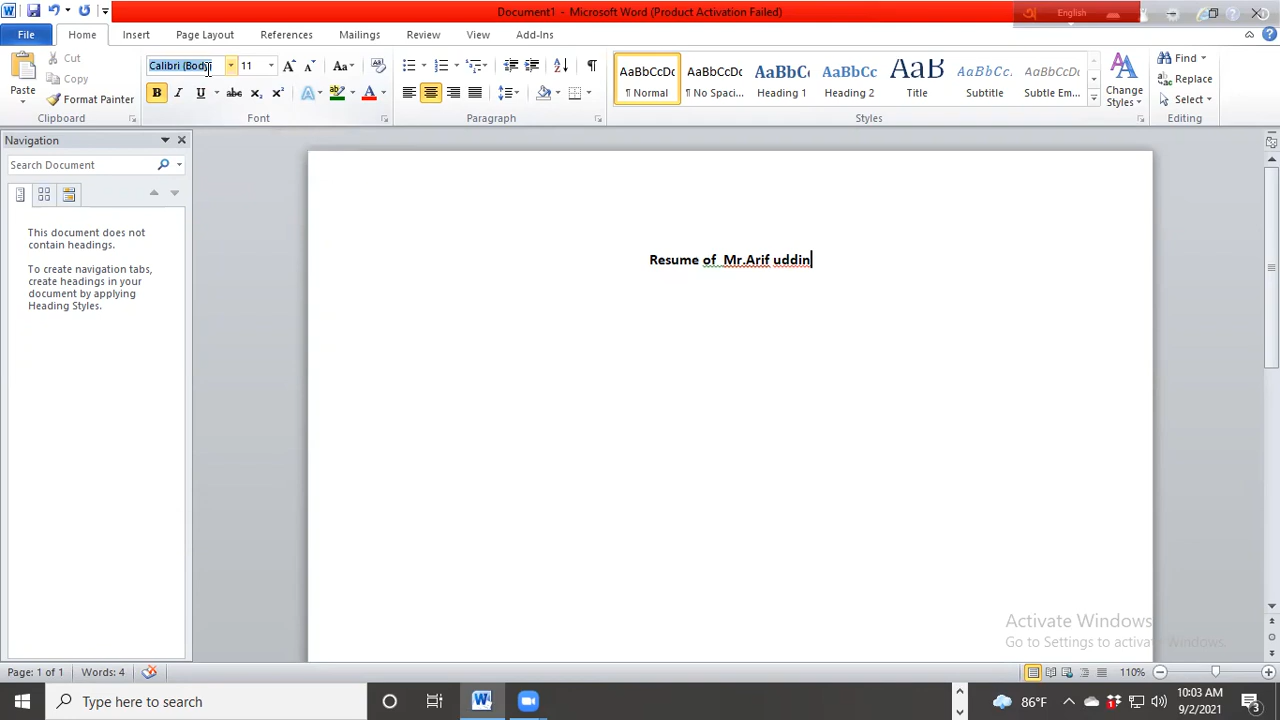 Document1 - Microsoft Word (Product Activation Failed)
English
File
Home
Insert
Page Layout
References
Mailings
Review
View
Add-Ins
Paste
Cut
Copy
Format Painter
Clipboard
Calibri (Body)
11
Font
Paragraph
AaBbCcDc
¶ Normal
AaBbCcDc
¶ No Spaci...
AaBbCc
Heading 1
AaBbCc
Heading 2
AaB
Title
AaBbCc.
Subtitle
AaBbCcDc
Subtle Em...
Change
Styles
Styles
Find
Replace
Select
Editing
Navigation
Search Document
This document does not
contain headings.
To create navigation tabs,
create headings in your
document by applying
Heading Styles.
Resume of  Mr.Arif uddin
Activate Windows
Go to Settings to activate Windows.
Page: 1 of 1
Words: 4
110%
Type here to search
86°F
10:03 AM
9/2/2021
3